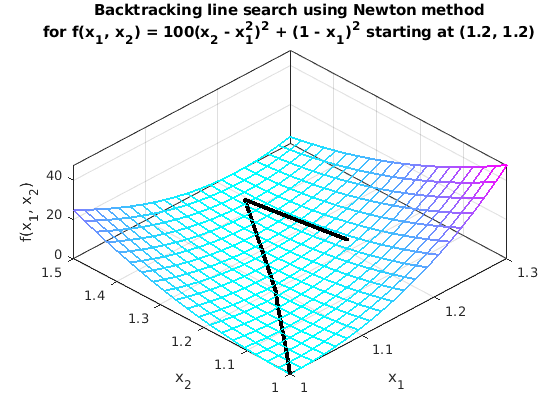 Backtracking line search using Newton method
for f(x₁, x₂) = 100(x₂ - x₁²)² + (1 - x₁)² starting at (1.2, 1.2)
40
20
0
f(x₁, x₂)
1.5
1.4
1.3
1.2
1.1
1
x₂
1
1.1
1.2
1.3
x₁